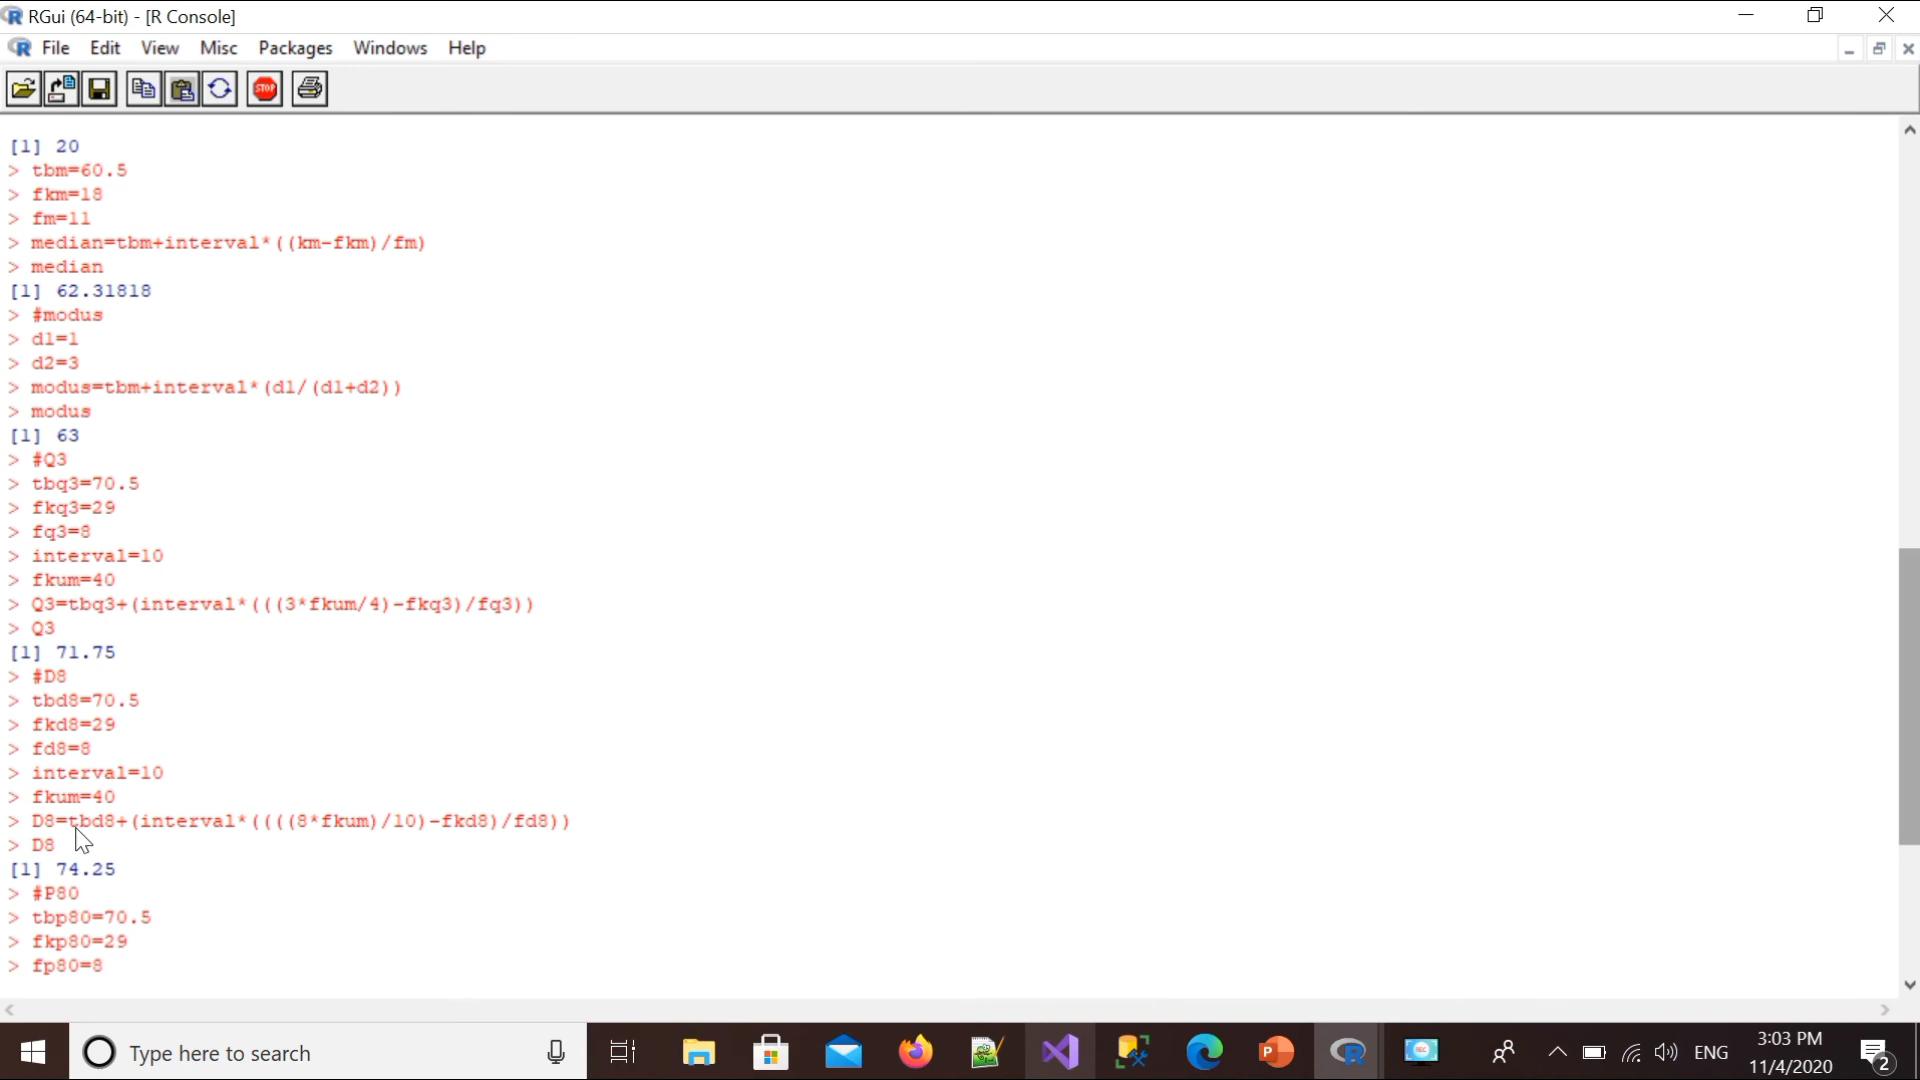 RGui (64-bit) - [R Console]
File Edit View Misc Packages Windows Help
STOP
[1] 20
> tbm=60.5
> fkm=18
> fm=11
> median=tbm+interval*((km-fkm)/fm)
> median
[1] 62.31818
> #modus
> d1=1
> d2=3
> modus=tbm+interval*(d1/(d1+d2))
> modus
[1] 63
> #Q3
> tbq3=70.5
> fkq3=29
> fq3=8
> interval=10
> fkum=40
> Q3=tbq3+(interval*(((3*fkum/4)-fkq3)/fq3))
> Q3
[1] 71.75
> #D8
> tbd8=70.5
> fkd8=29
> fd8=8
> interval=10
> fkum=40
> D8=tbd8+(interval*((((8*fkum)/10)-fkd8)/fd8))
> D8
[1] 74.25
> #P80
> tbp80=70.5
> fkp80=29
> fp80=8
Type here to search
ENG
3:03 PM
11/4/2020
2